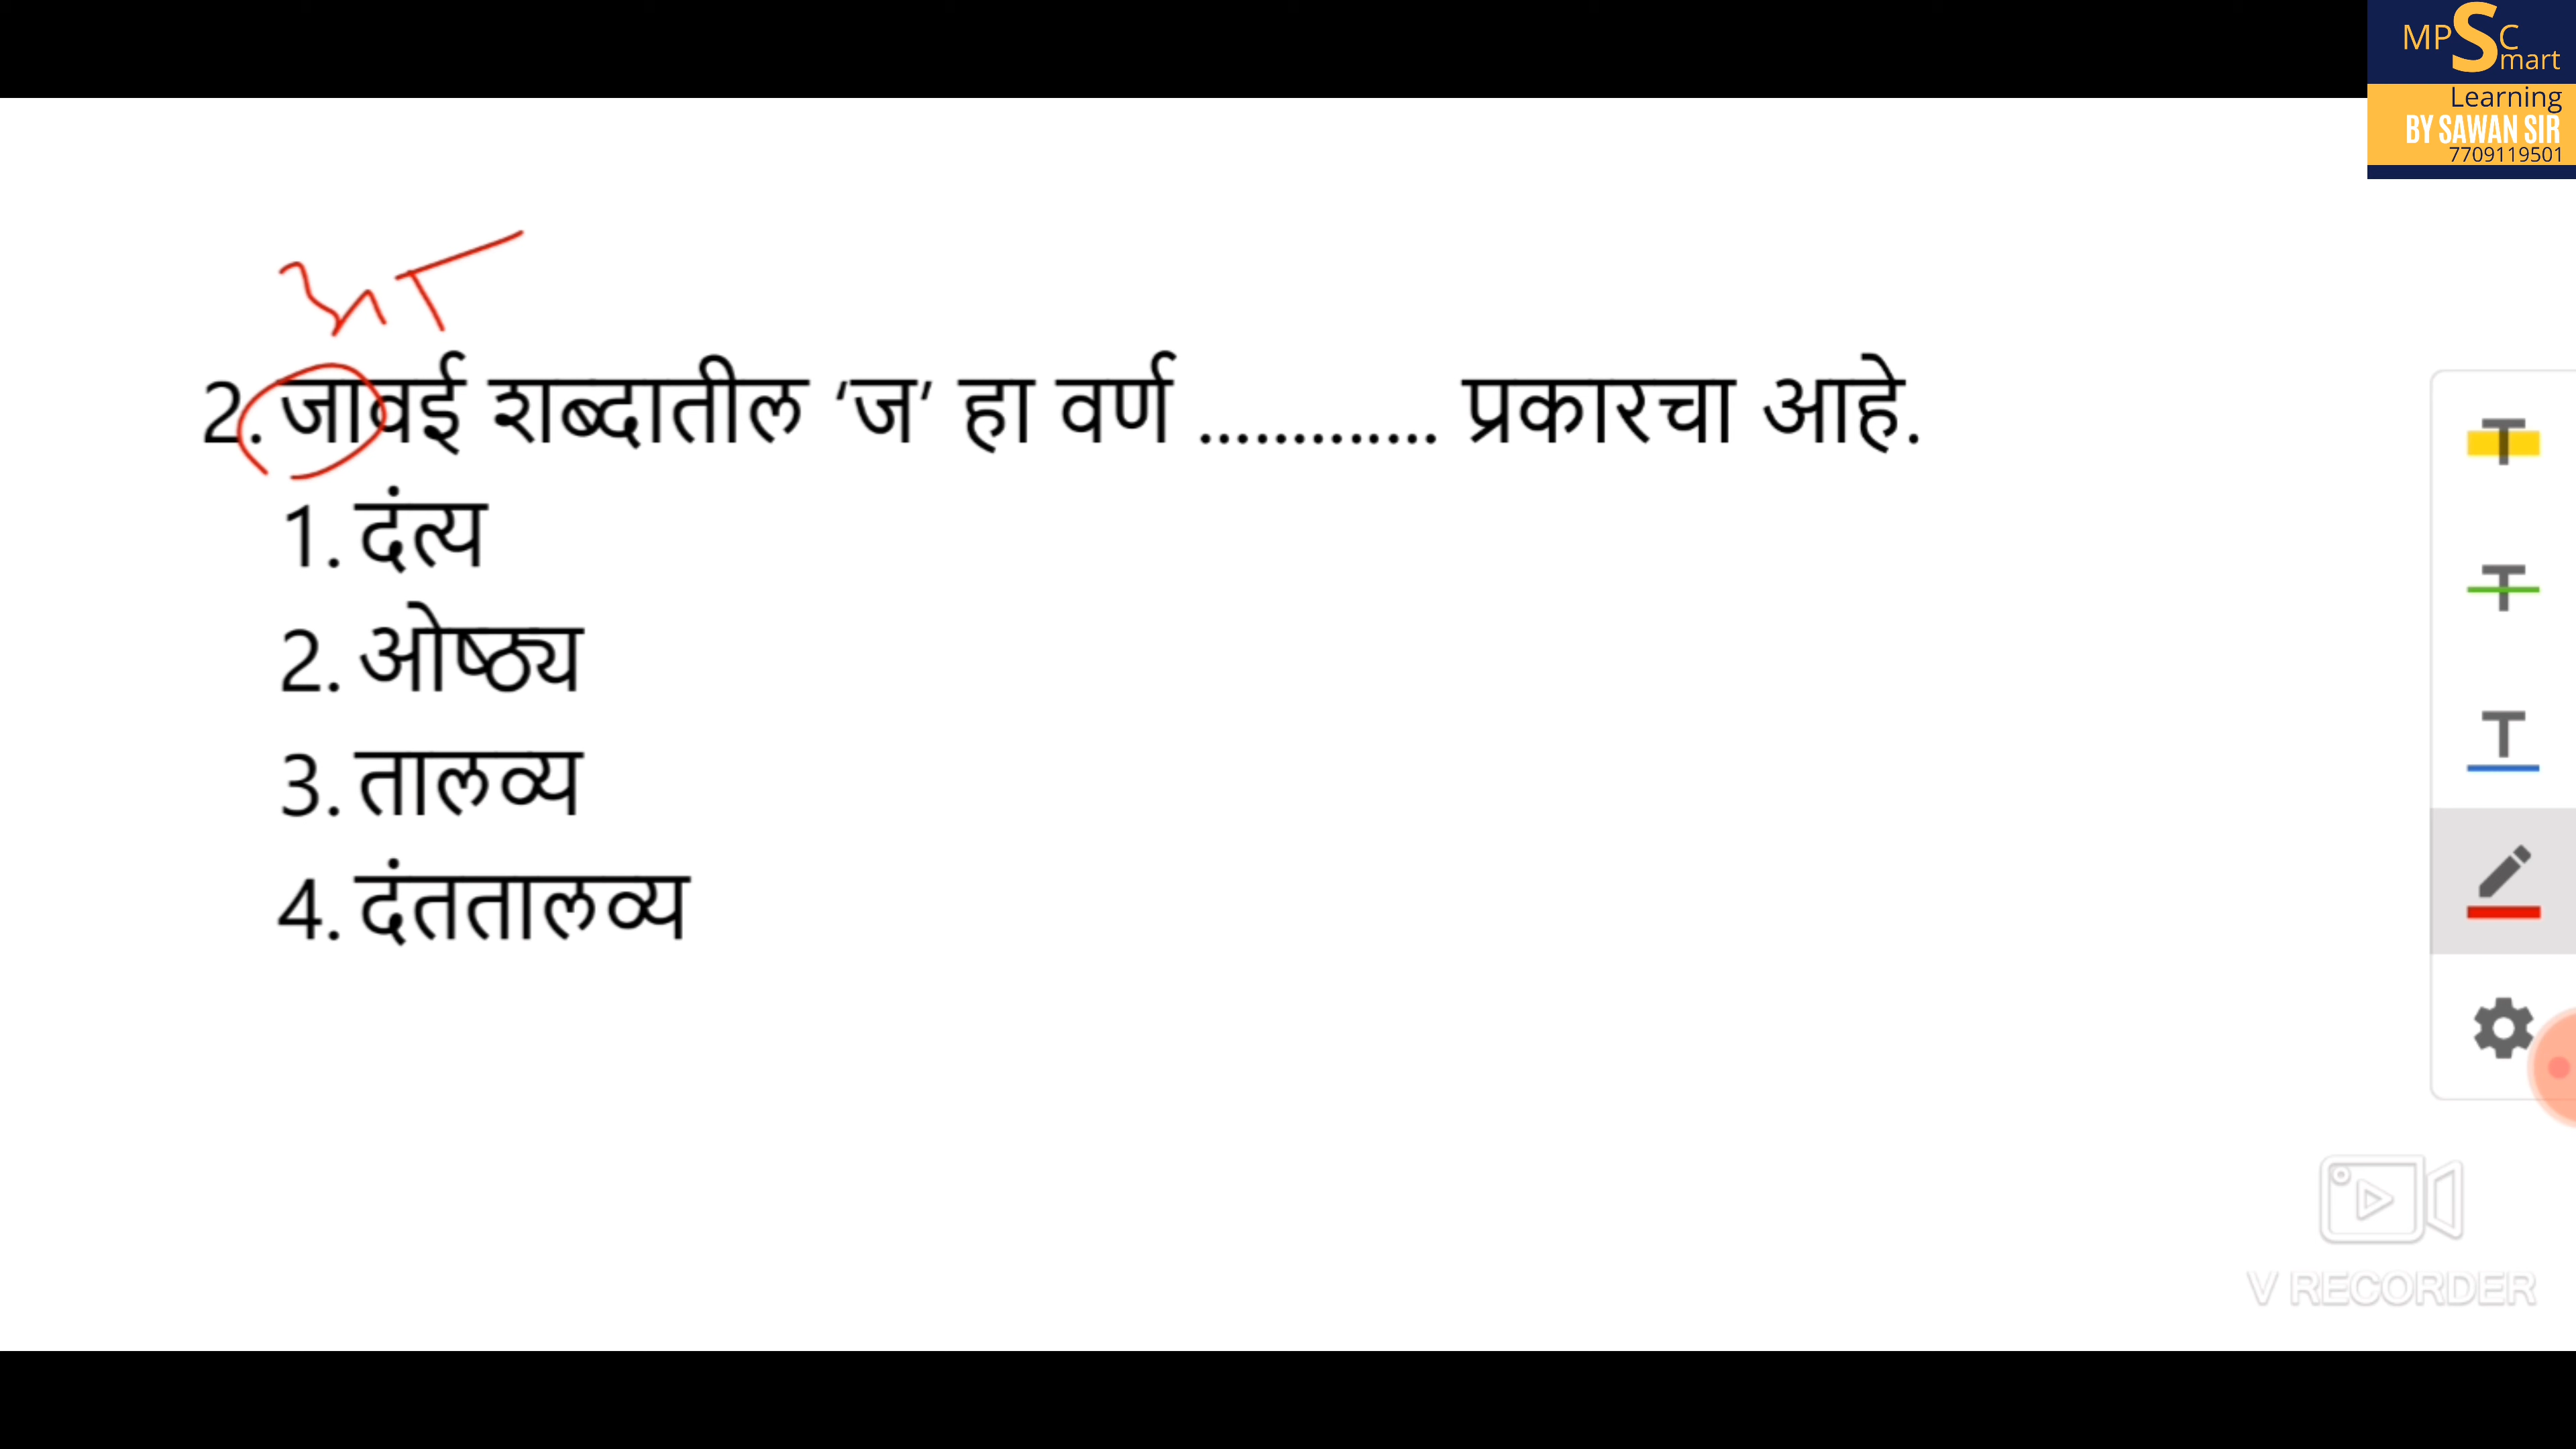 MPSC
Smart
Learning
BY SAWAN SIR
7709119501
2. जावई शब्दातील ‘ज’ हा वर्ण ............. प्रकारचा आहे.
1. दंत्य
2. ओष्ठ्य
3. तालव्य
4. दंततालव्य
V RECORDER